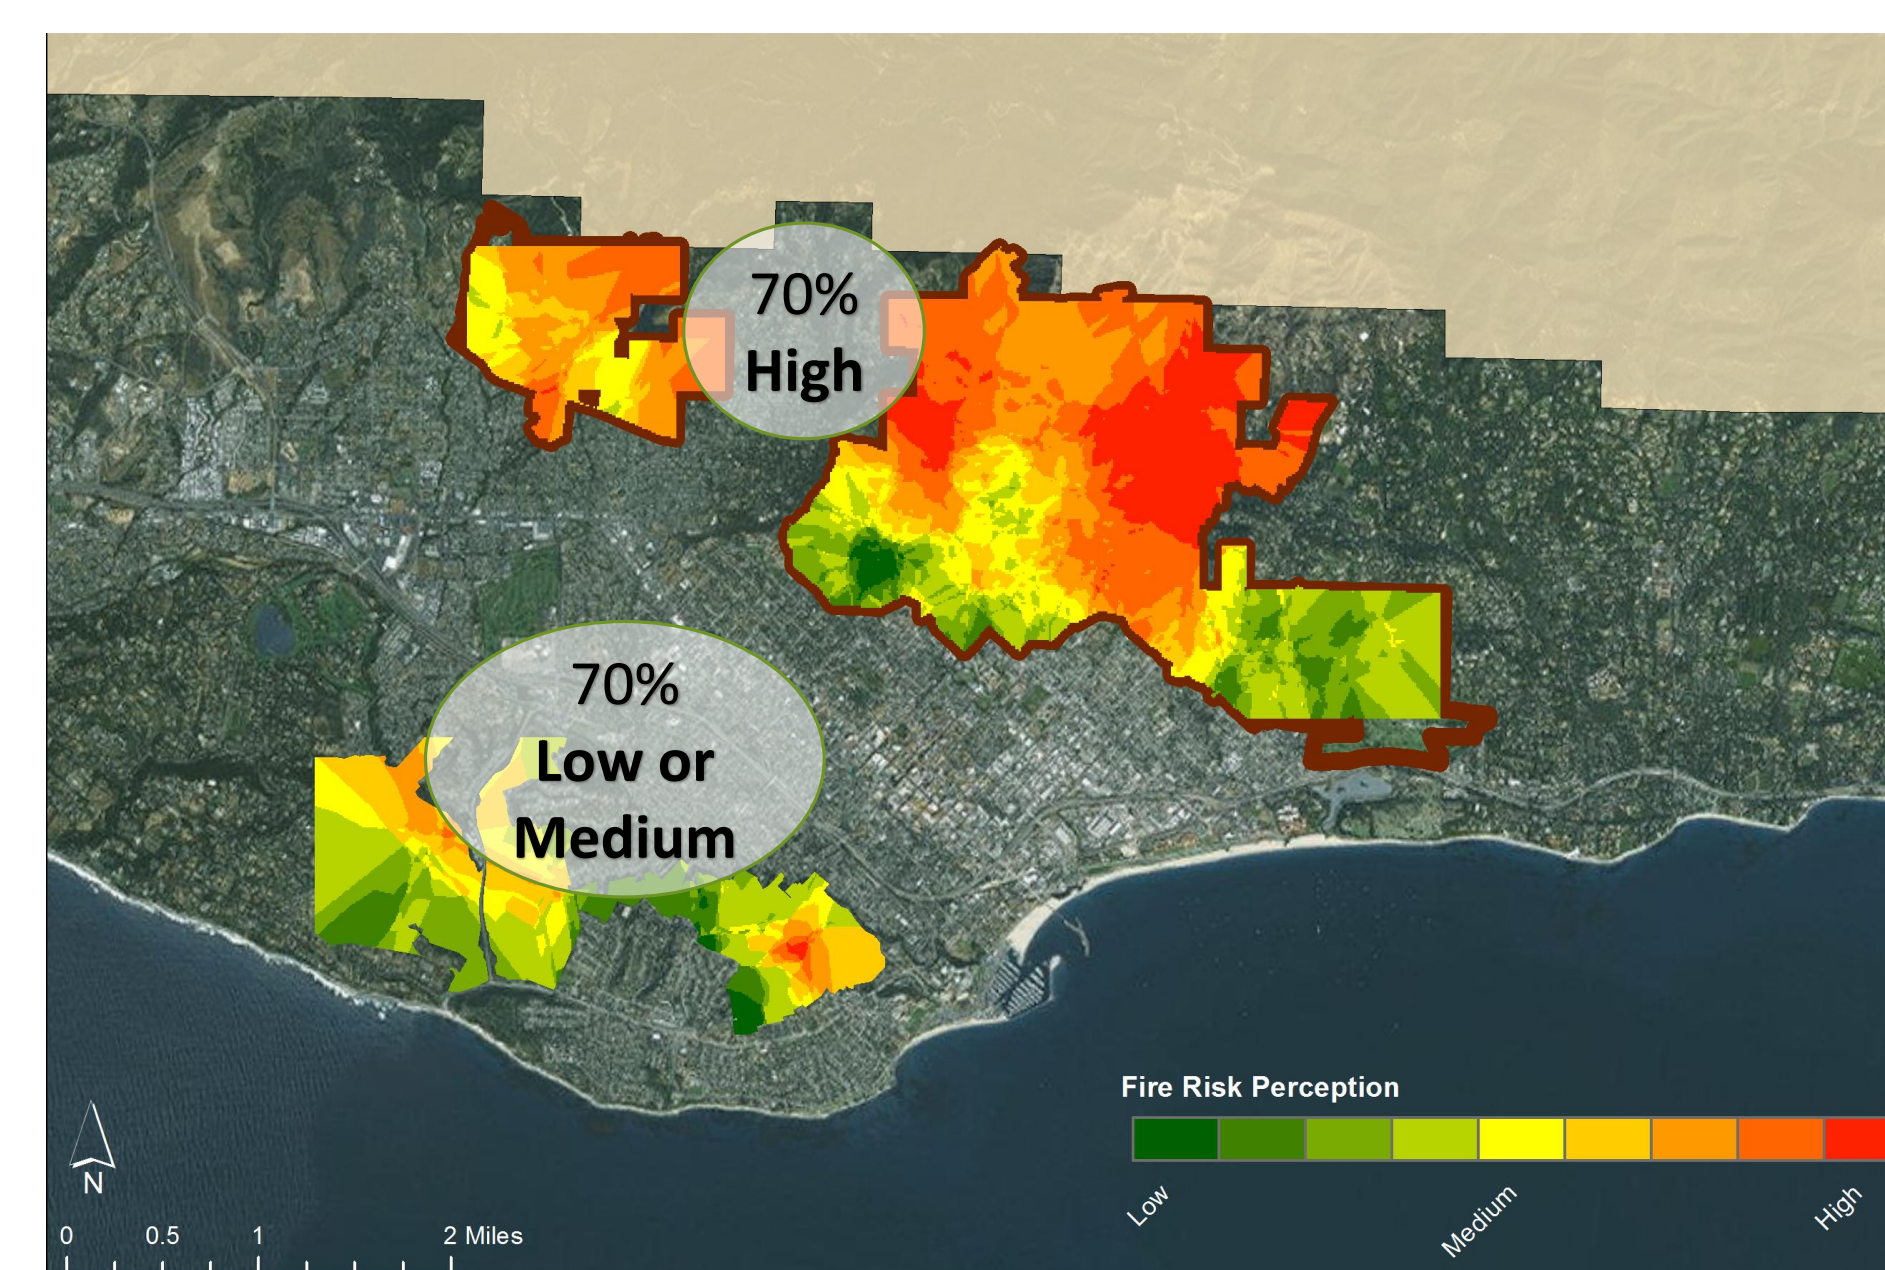 70%
High
70%
Low or
Medium
Fire Risk Perception
Low
Medium
High
N
0 0.5 1 2 Miles